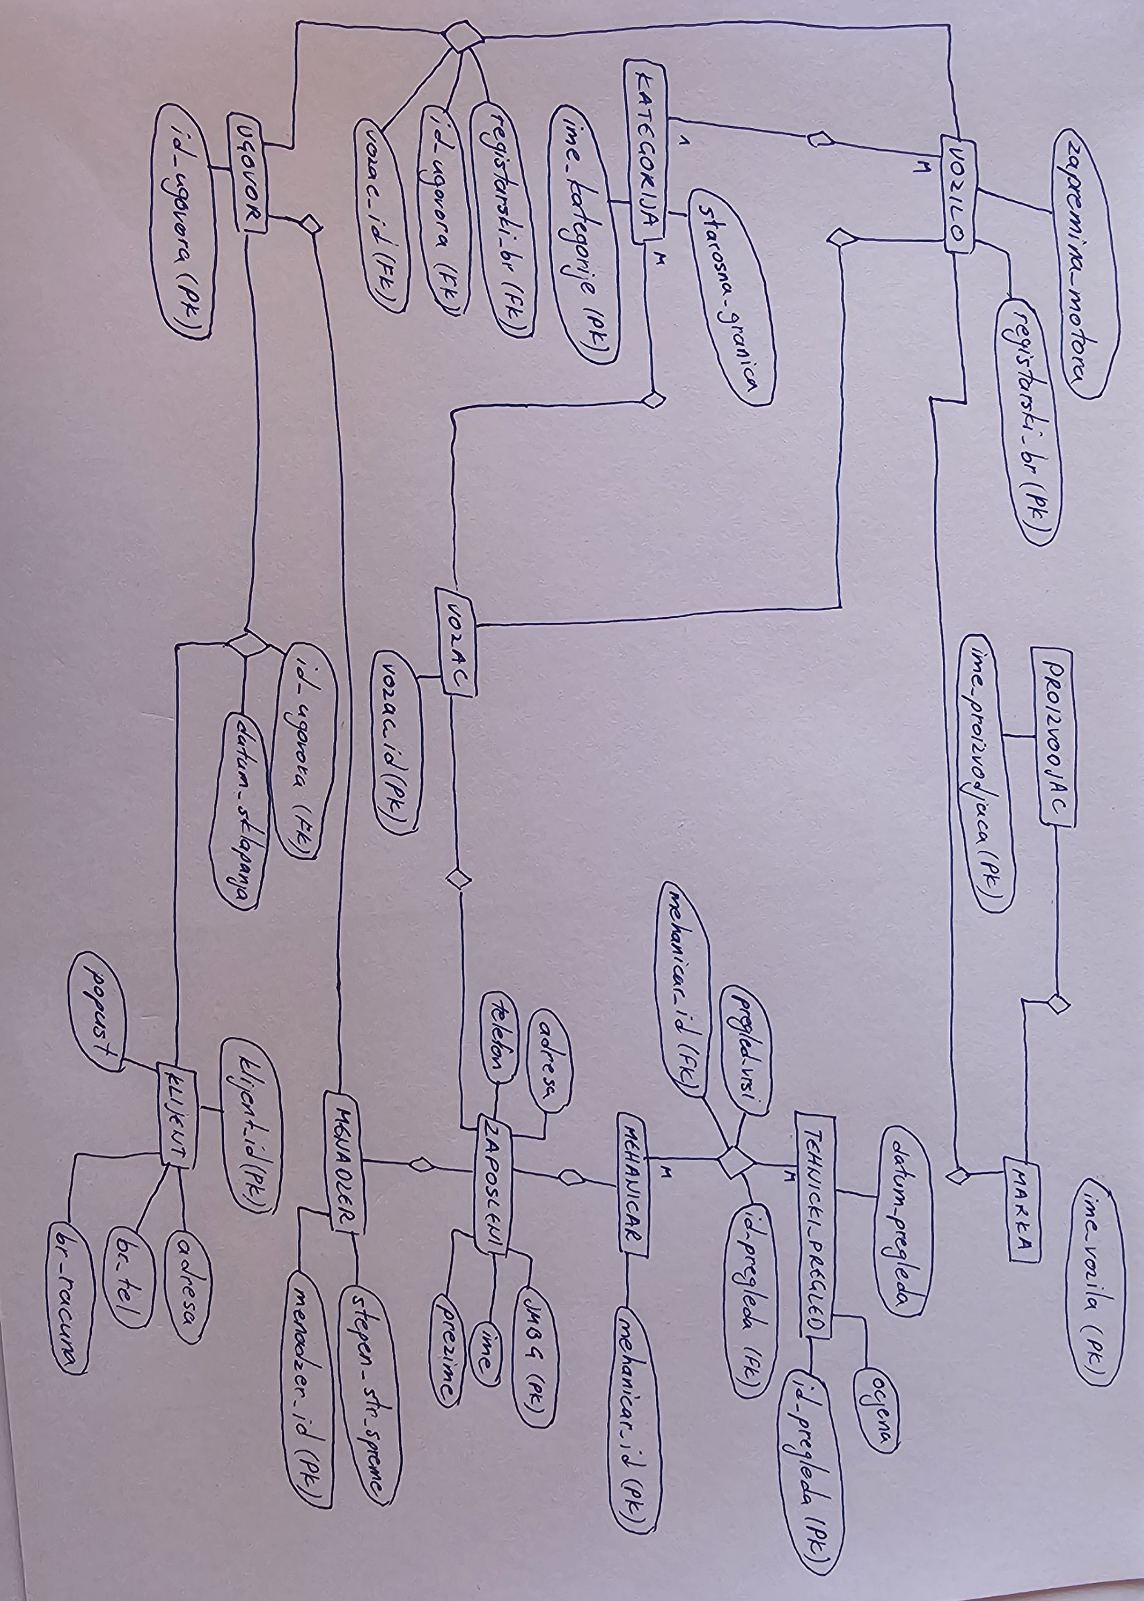 zapremina_motora
registarski_br (PK)
VOZILO
M
1
KATEGORIJA
M
starosna_granica
ime_kategorije (PK)
registarski_br (FK)
id_ugovora (FK)
vozac_id (FK)
UGOVOR
id_ugovora (PK)
PROIZVODJAC
ime_proizvodjaca (PK)
VOZAC
vozac_id (PK)
id_ugovora (FK)
datum_sklapanja
ime_vozila (PK)
MARKA
datum_pregleda
ocjena
TEHNICKI_PREGLED
id_pregleda (PK)
M
pregled_vrsi
mehanicar_id (FK)
id_pregleda (FK)
M
MEHANICAR
mehanicar_id (PK)
adresa
telefon
ZAPOSLENI
JMBG (PK)
ime
prezime
MENADZER
stepen_str_spreme
menadzer_id (PK)
klijent_id (PK)
KLIJENT
popust
adresa
br_tel
br_racuna